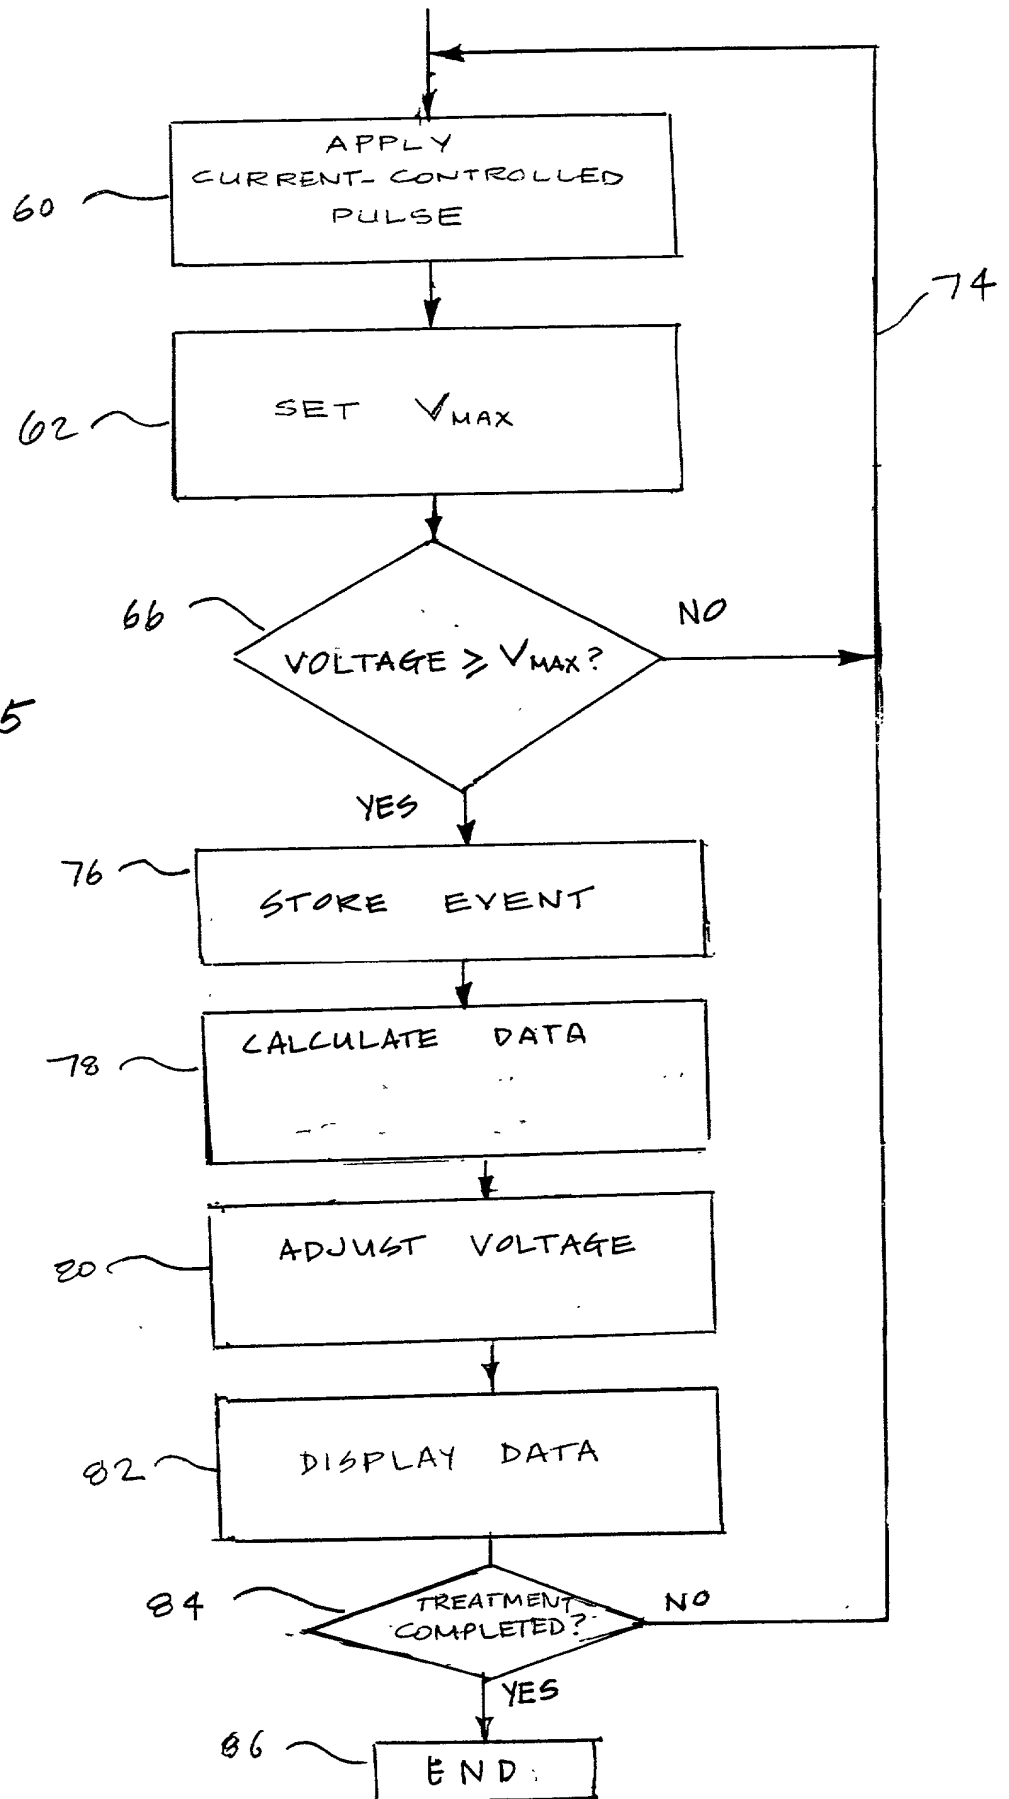 APPLY
CURRENT-CONTROLLED
PULSE
60
74
SET VMAX
62
66
NO
VOLTAGE ≥ VMAX?
5
YES
76
STORE EVENT
CALCULATE DATA
78
ADJUST VOLTAGE
80
DISPLAY DATA
82
84
TREATMENT
COMPLETED?
NO
YES
86
END